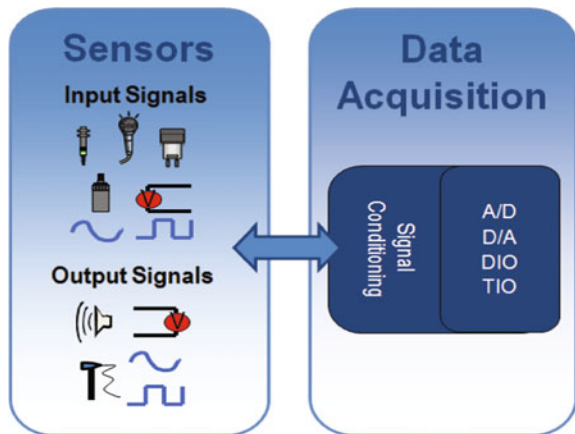 Sensors
Input Signals
V
Output Signals
V
Data
Acquisition
Signal
Conditioning
A/D
D/A
DIO
TIO